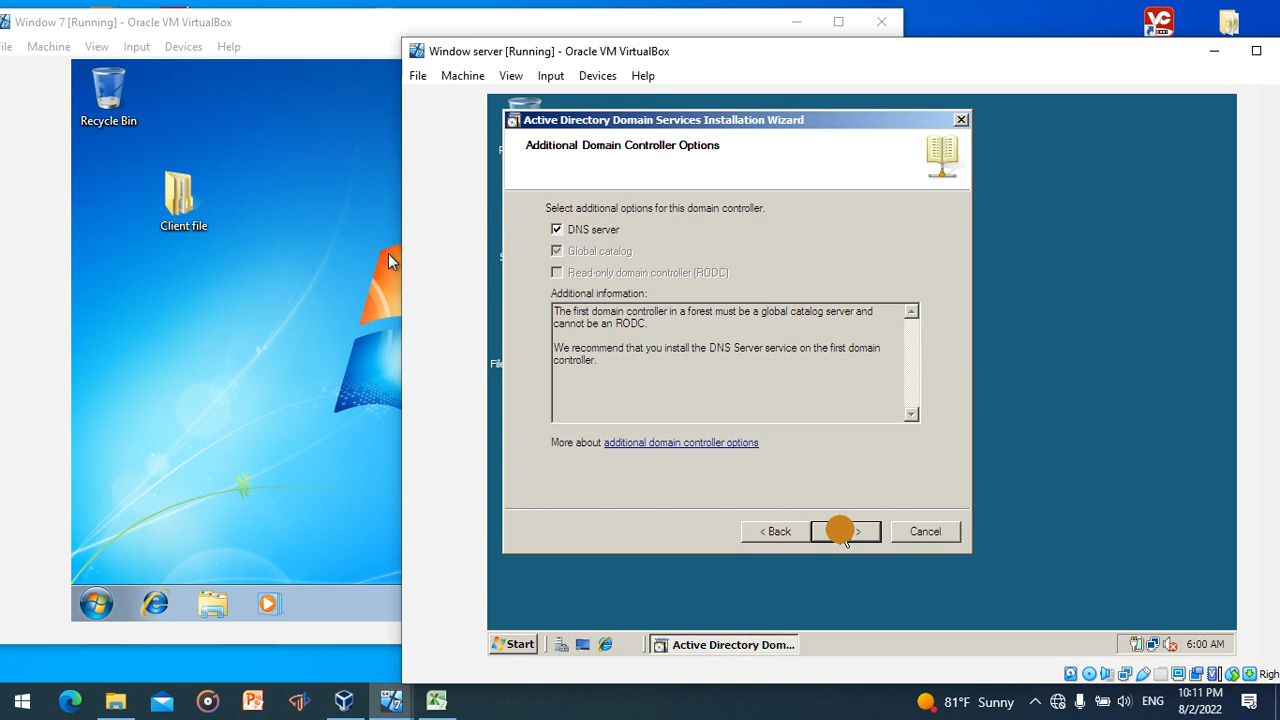 Window 7 [Running] - Oracle VM VirtualBox
Machine View Input Devices Help
Recycle Bin
Client file
Window server [Running] - Oracle VM VirtualBox
File Machine View Input Devices Help
Active Directory Domain Services Installation Wizard
Additional Domain Controller Options
Select additional options for this domain controller.
DNS server
Global catalog
Read-only domain controller (RODC)
Additional information:
The first domain controller in a forest must be a global catalog server and
cannot be an RODC.
We recommend that you install the DNS Server service on the first domain
controller.
More about additional domain controller options
< Back
>
Cancel
Start
Active Directory Dom...
6:00 AM
81°F Sunny
ENG
10:11 PM
8/2/2022